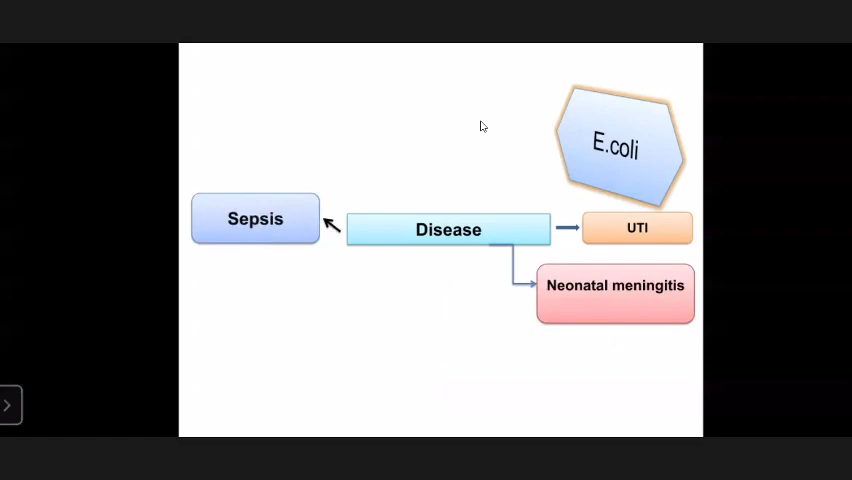 E.coli
Sepsis
Disease
UTI
Neonatal meningitis